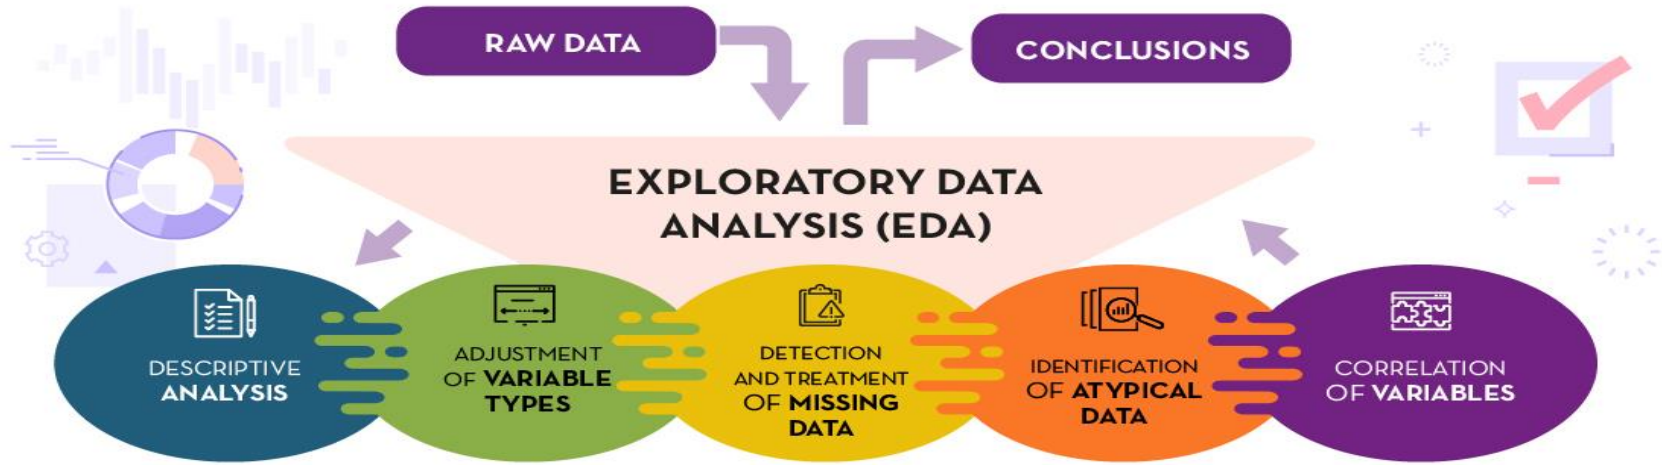 RAW DATA
CONCLUSIONS
EXPLORATORY DATA
ANALYSIS (EDA)
DESCRIPTIVE
ANALYSIS
ADJUSTMENT
OF VARIABLE
TYPES
DETECTION
AND TREATMENT
OF MISSING
DATA
IDENTIFICATION
OF ATYPICAL
DATA
CORRELATION
OF VARIABLES